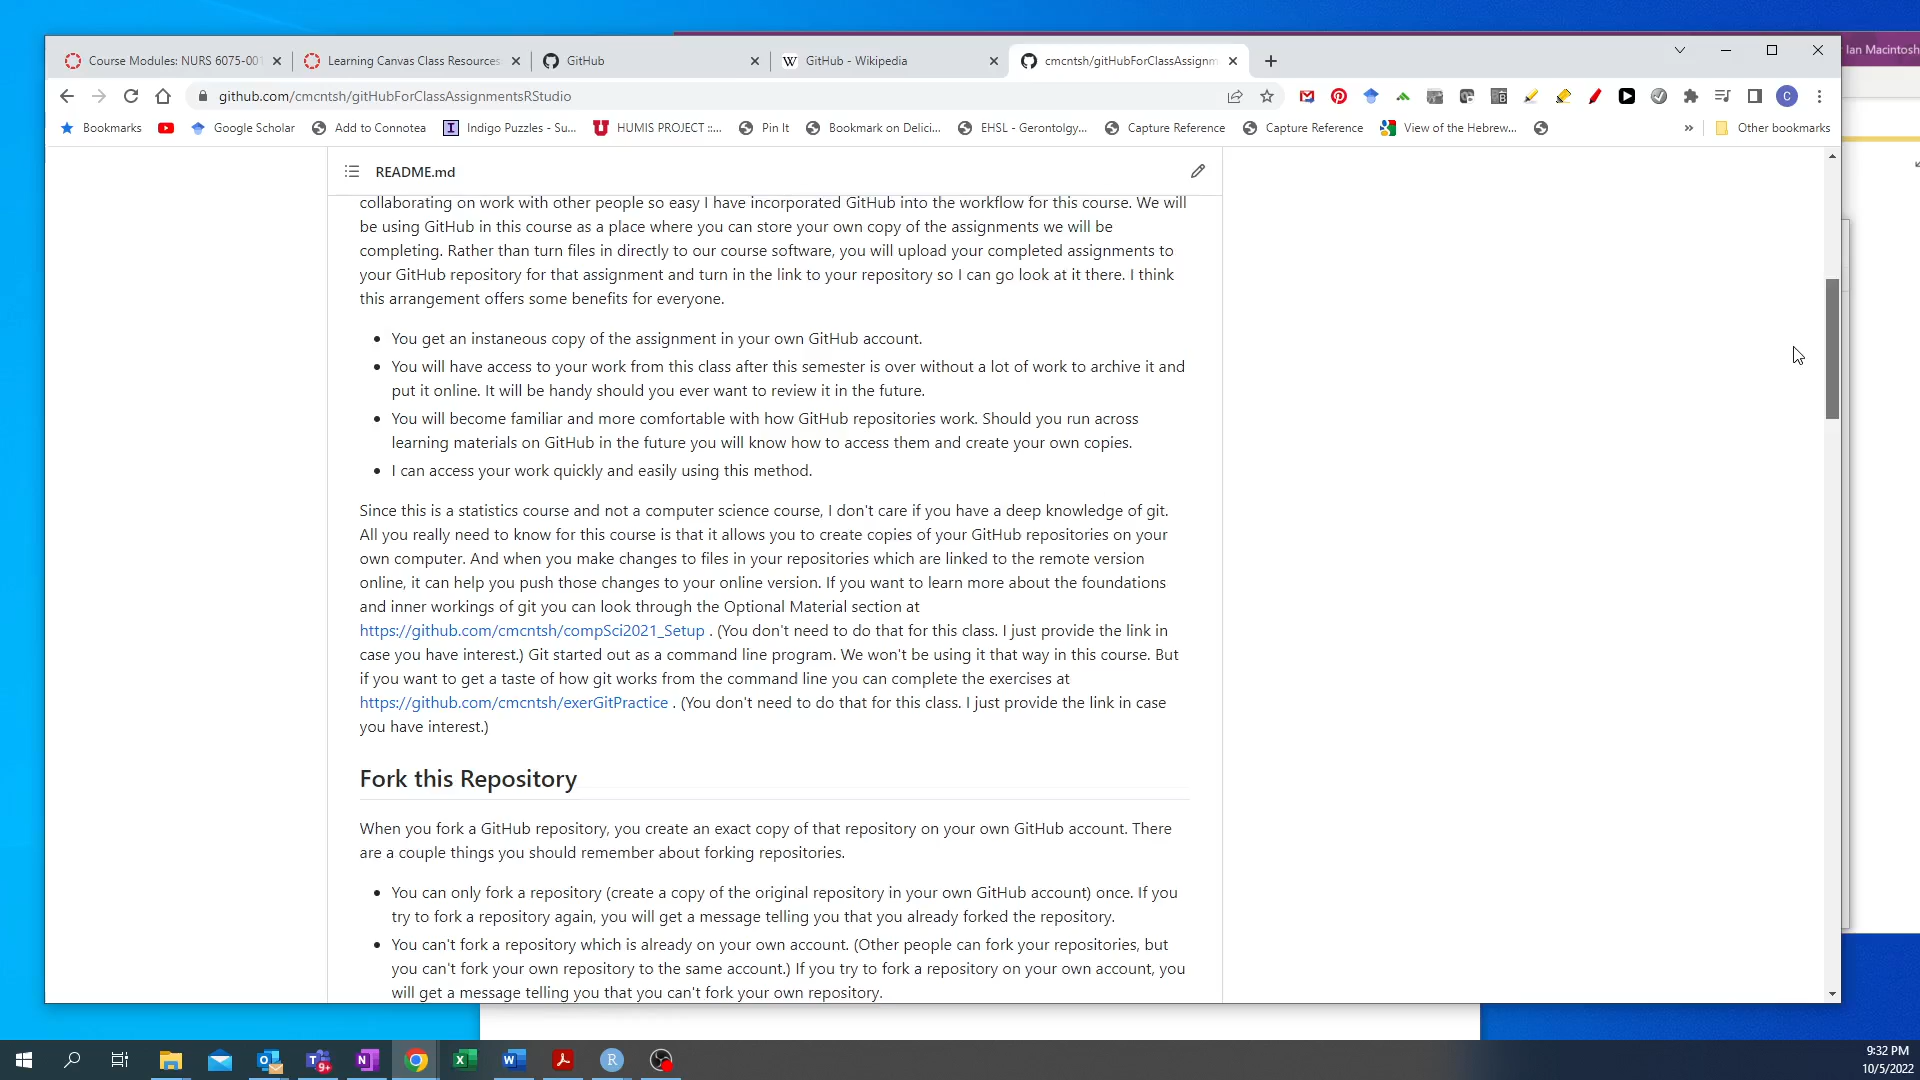 Ian Macintosh
Course Modules: NURS 6075-001
Learning Canvas Class Resources
GitHub
W GitHub - Wikipedia
cmcntsh/gitHubForClassAssignm
github.com/cmcntsh/gitHubForClassAssignmentsRStudio
C
Bookmarks
Google Scholar
Add to Connotea
Indigo Puzzles - Su...
HUMIS PROJECT ::...
Pin It
Bookmark on Delici...
EHSL - Gerontolgy...
Capture Reference
Capture Reference
View of the Hebrew...
»
Other bookmarks
README.md
collaborating on work with other people so easy I have incorporated GitHub into the workflow for this course. We will
be using GitHub in this course as a place where you can store your own copy of the assignments we will be
completing. Rather than turn files in directly to our course software, you will upload your completed assignments to
your GitHub repository for that assignment and turn in the link to your repository so I can go look at it there. I think
this arrangement offers some benefits for everyone.
• You get an instaneous copy of the assignment in your own GitHub account.
• You will have access to your work from this class after this semester is over without a lot of work to archive it and
put it online. It will be handy should you ever want to review it in the future.
• You will become familiar and more comfortable with how GitHub repositories work. Should you run across
learning materials on GitHub in the future you will know how to access them and create your own copies.
• I can access your work quickly and easily using this method.
Since this is a statistics course and not a computer science course, I don't care if you have a deep knowledge of git.
All you really need to know for this course is that it allows you to create copies of your GitHub repositories on your
own computer. And when you make changes to files in your repositories which are linked to the remote version
online, it can help you push those changes to your online version. If you want to learn more about the foundations
and inner workings of git you can look through the Optional Material section at
https://github.com/cmcntsh/compSci2021_Setup . (You don't need to do that for this class. I just provide the link in
case you have interest.) Git started out as a command line program. We won't be using it that way in this course. But
if you want to get a taste of how git works from the command line you can complete the exercises at
https://github.com/cmcntsh/exerGitPractice . (You don't need to do that for this class. I just provide the link in case
you have interest.)
Fork this Repository
When you fork a GitHub repository, you create an exact copy of that repository on your own GitHub account. There
are a couple things you should remember about forking repositories.
• You can only fork a repository (create a copy of the original repository in your own GitHub account) once. If you
try to fork a repository again, you will get a message telling you that you already forked the repository.
• You can't fork a repository which is already on your own account. (Other people can fork your repositories, but
you can't fork your own repository to the same account.) If you try to fork a repository on your own account, you
will get a message telling you that you can't fork your own repository.
9+
9:32 PM
10/5/2022